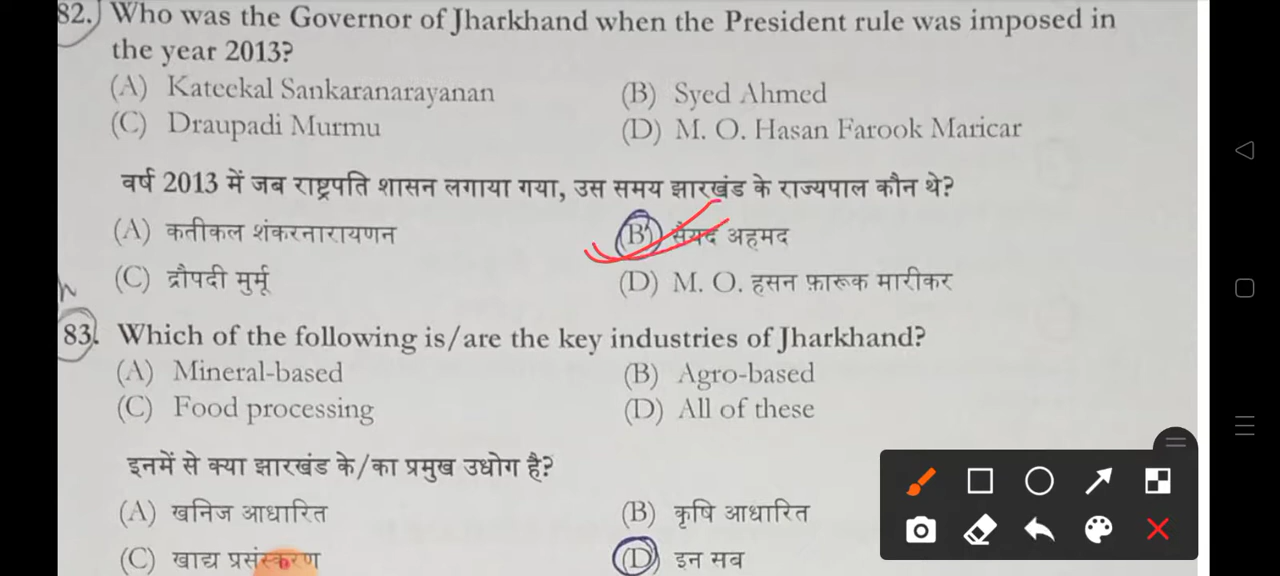 82. Who was the Governor of Jharkhand when the President rule was imposed in
the year 2013?
(A) Kateekal Sankaranarayanan (B) Syed Ahmed
(C) Draupadi Murmu (D) M. O. Hasan Farook Maricar
वर्ष 2013 में जब राष्ट्रपति शासन लगाया गया, उस समय झारखंड के राज्यपाल कौन थे?
(A) कतीकल शंकरनारायणन (B) सैयद अहमद
(C) द्रौपदी मुर्मू (D) M. O. हसन फ़ारूक मारीकर
83. Which of the following is/are the key industries of Jharkhand?
(A) Mineral-based (B) Agro-based
(C) Food processing (D) All of these
इनमें से क्या झारखंड के/का प्रमुख उधोग है?
(A) खनिज आधारित (B) कृषि आधारित
(C) खाद्य प्रसंस्करण (D) इन सब